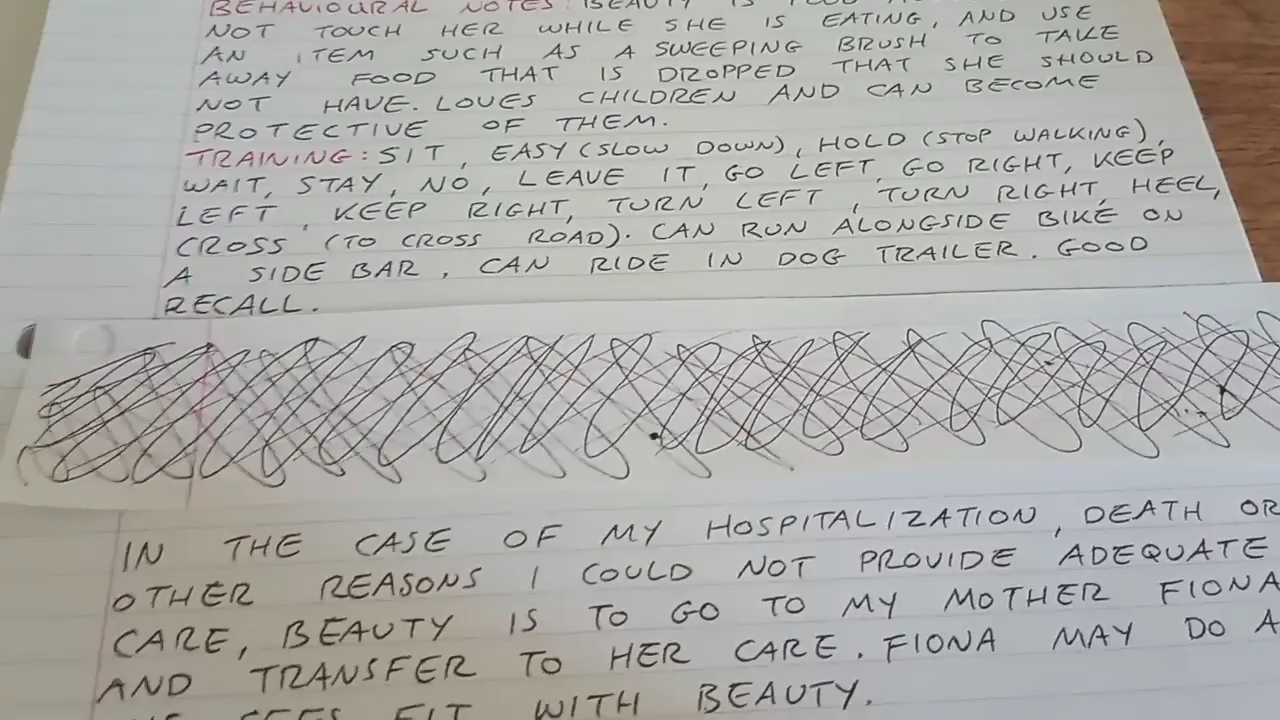 BEHAVIOURAL NOTES: BEAUTY IS
NOT TOUCH HER WHILE SHE IS EATING, AND USE
AN ITEM SUCH AS A SWEEPING BRUSH TO TAKE
AWAY FOOD THAT IS DROPPED THAT SHE SHOULD
NOT HAVE. LOVES CHILDREN AND CAN BECOME
PROTECTIVE OF THEM.
TRAINING: SIT, EASY (SLOW DOWN), HOLD (STOP WALKING),
WAIT, STAY, NO, LEAVE IT, GO LEFT, GO RIGHT, KEEP
LEFT, KEEP RIGHT, TURN LEFT, TURN RIGHT, HEEL,
CROSS (TO CROSS ROAD). CAN RUN ALONGSIDE BIKE ON
A SIDE BAR, CAN RIDE IN DOG TRAILER. GOOD
RECALL.
IN THE CASE OF MY HOSPITALIZATION, DEATH OR
OTHER REASONS I COULD NOT PROVIDE ADEQUATE
CARE, BEAUTY IS TO GO TO MY MOTHER FIONA
AND TRANSFER TO HER CARE. FIONA MAY DO A
SEES FIT WITH BEAUTY.